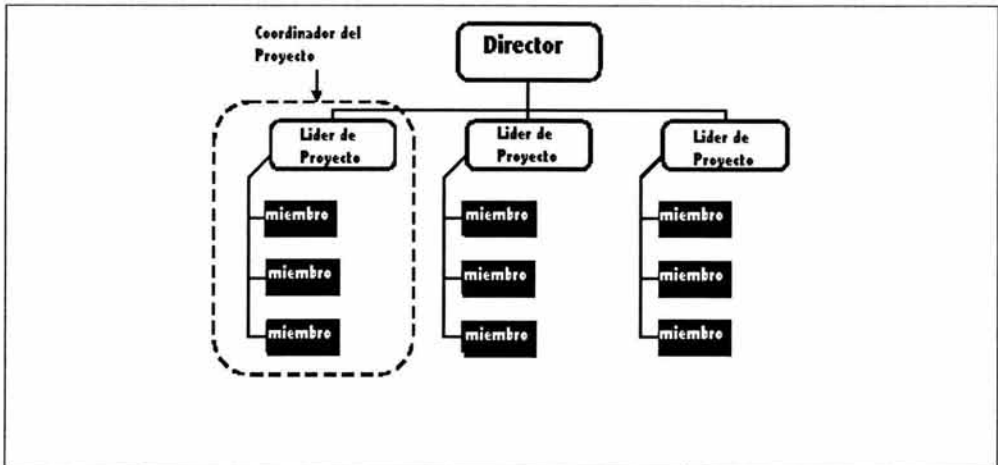 Coordinador del
Proyecto
Director
Lider de
Proyecto
miembro
miembro
miembro
Lider de
Proyecto
miembro
miembro
miembro
Lider de
Proyecto
miembro
miembro
miembro